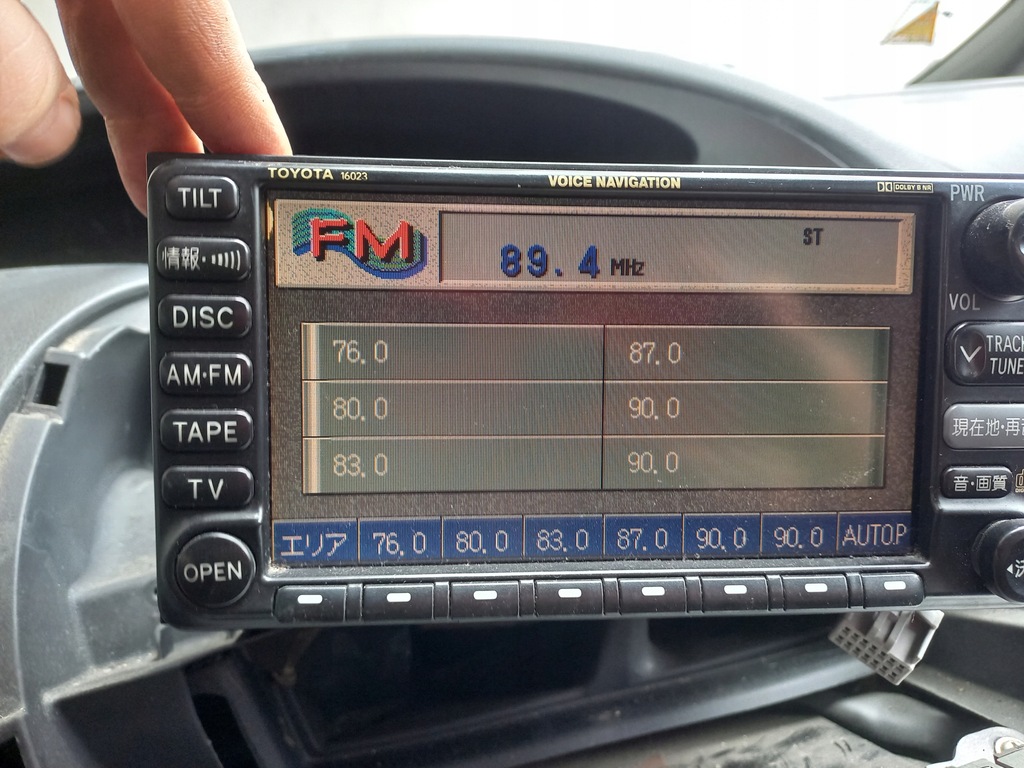 TOYOTA 16023
VOICE NAVIGATION
DOLBY B NR
PWR
TILT
情報
DISC
AM·FM
TAPE
TV
OPEN
FM
89.4 MHz
ST
76.0 87.0
80.0 90.0
83.0 90.0
エリア 76.0 80.0 83.0 87.0 90.0 90.0 AUTO.P
VOL
TRACK
TUNE
現在地·再音
音·画質